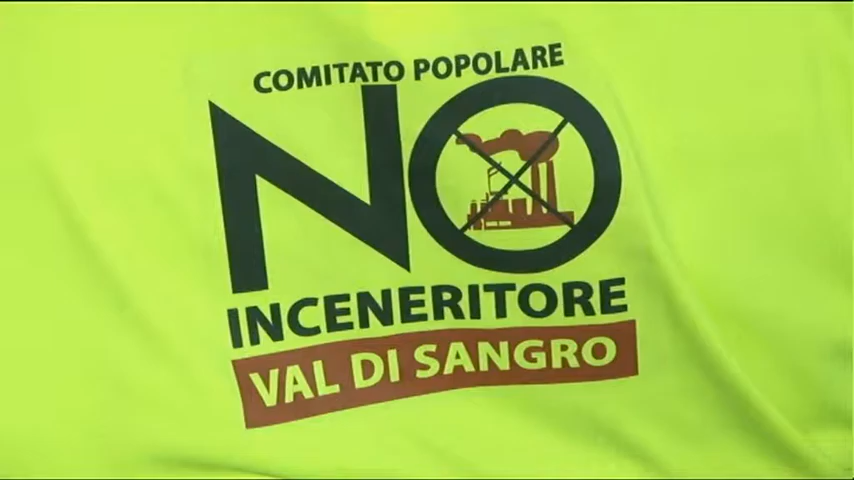 COMITATO POPOLARE
NO
INCENERITORE
VAL DI SANGRO